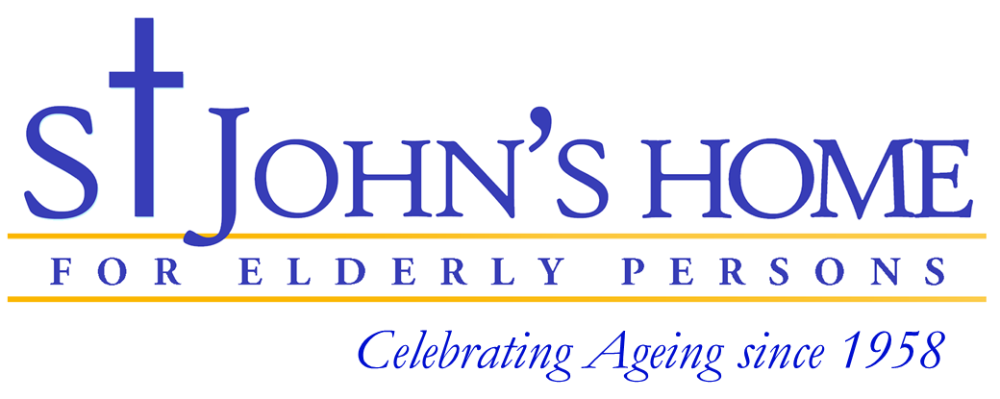 St John's Home
FOR ELDERLY PERSONS
Celebrating Ageing since 1958